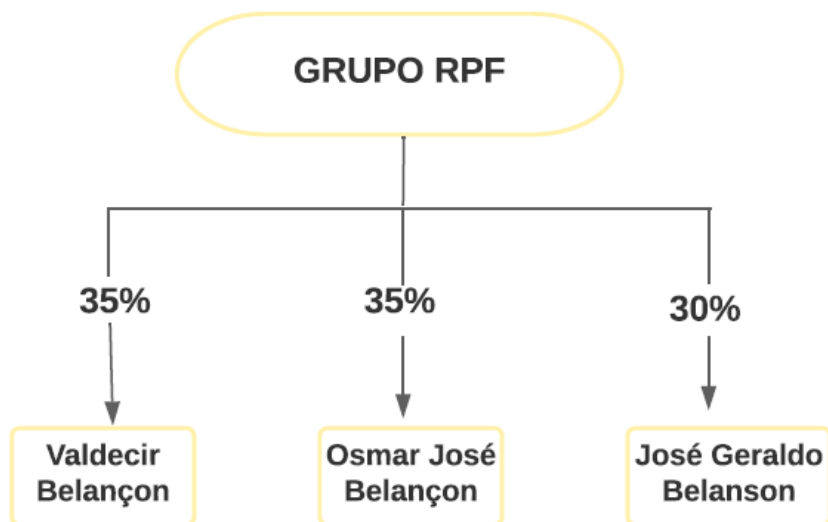 GRUPO RPF
35%
35%
30%
Valdecir
Belançon
Osmar José
Belançon
José Geraldo
Belanson